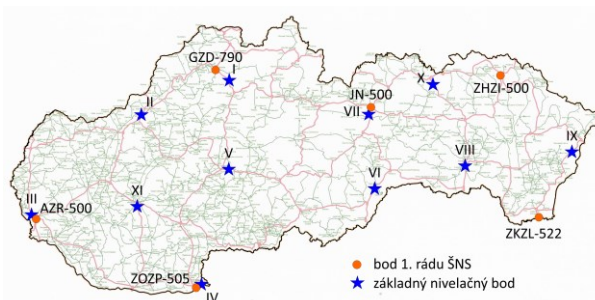 GZD-790
I
JN-500
X
ZHZI-500
II
VII
IX
V
VIII
VI
III
AZR-500
XI
ZKZL-522
ZOZP-505
IV
bod 1. rádu ŠNS
základný nivelačný bod